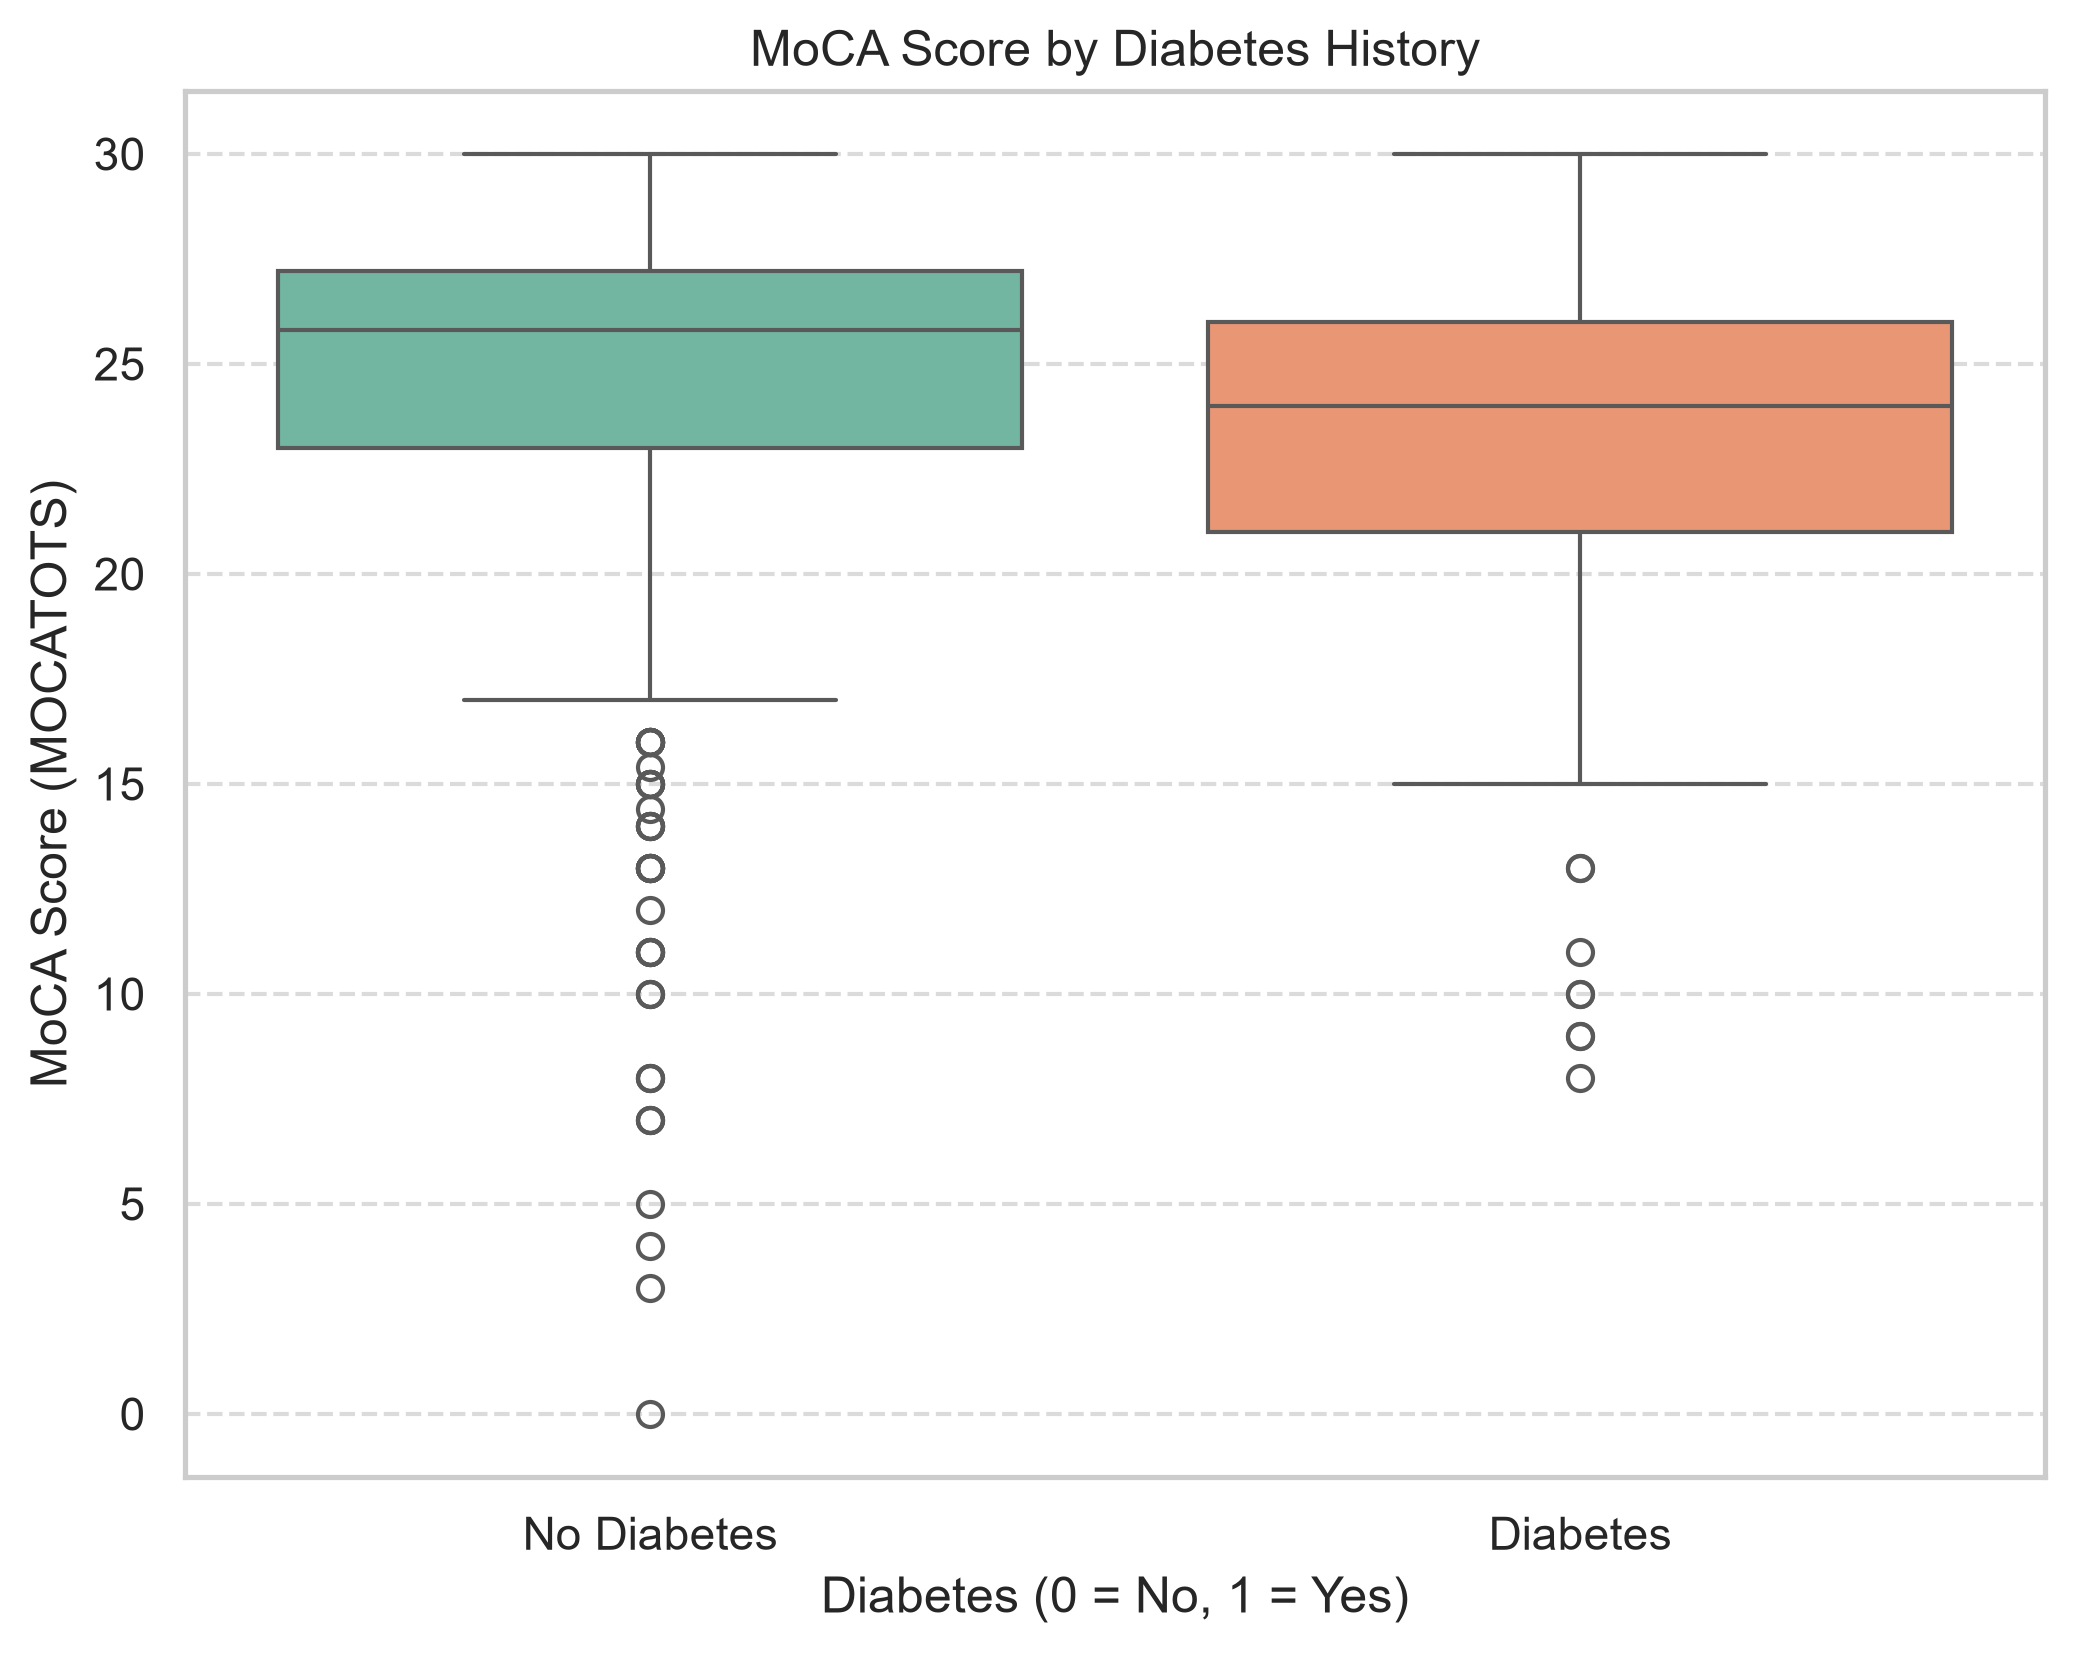 MoCA Score by Diabetes History
MoCA Score (MOCATOTS)
30
25
20
15
10
5
0
No Diabetes
Diabetes
Diabetes (0 = No, 1 = Yes)